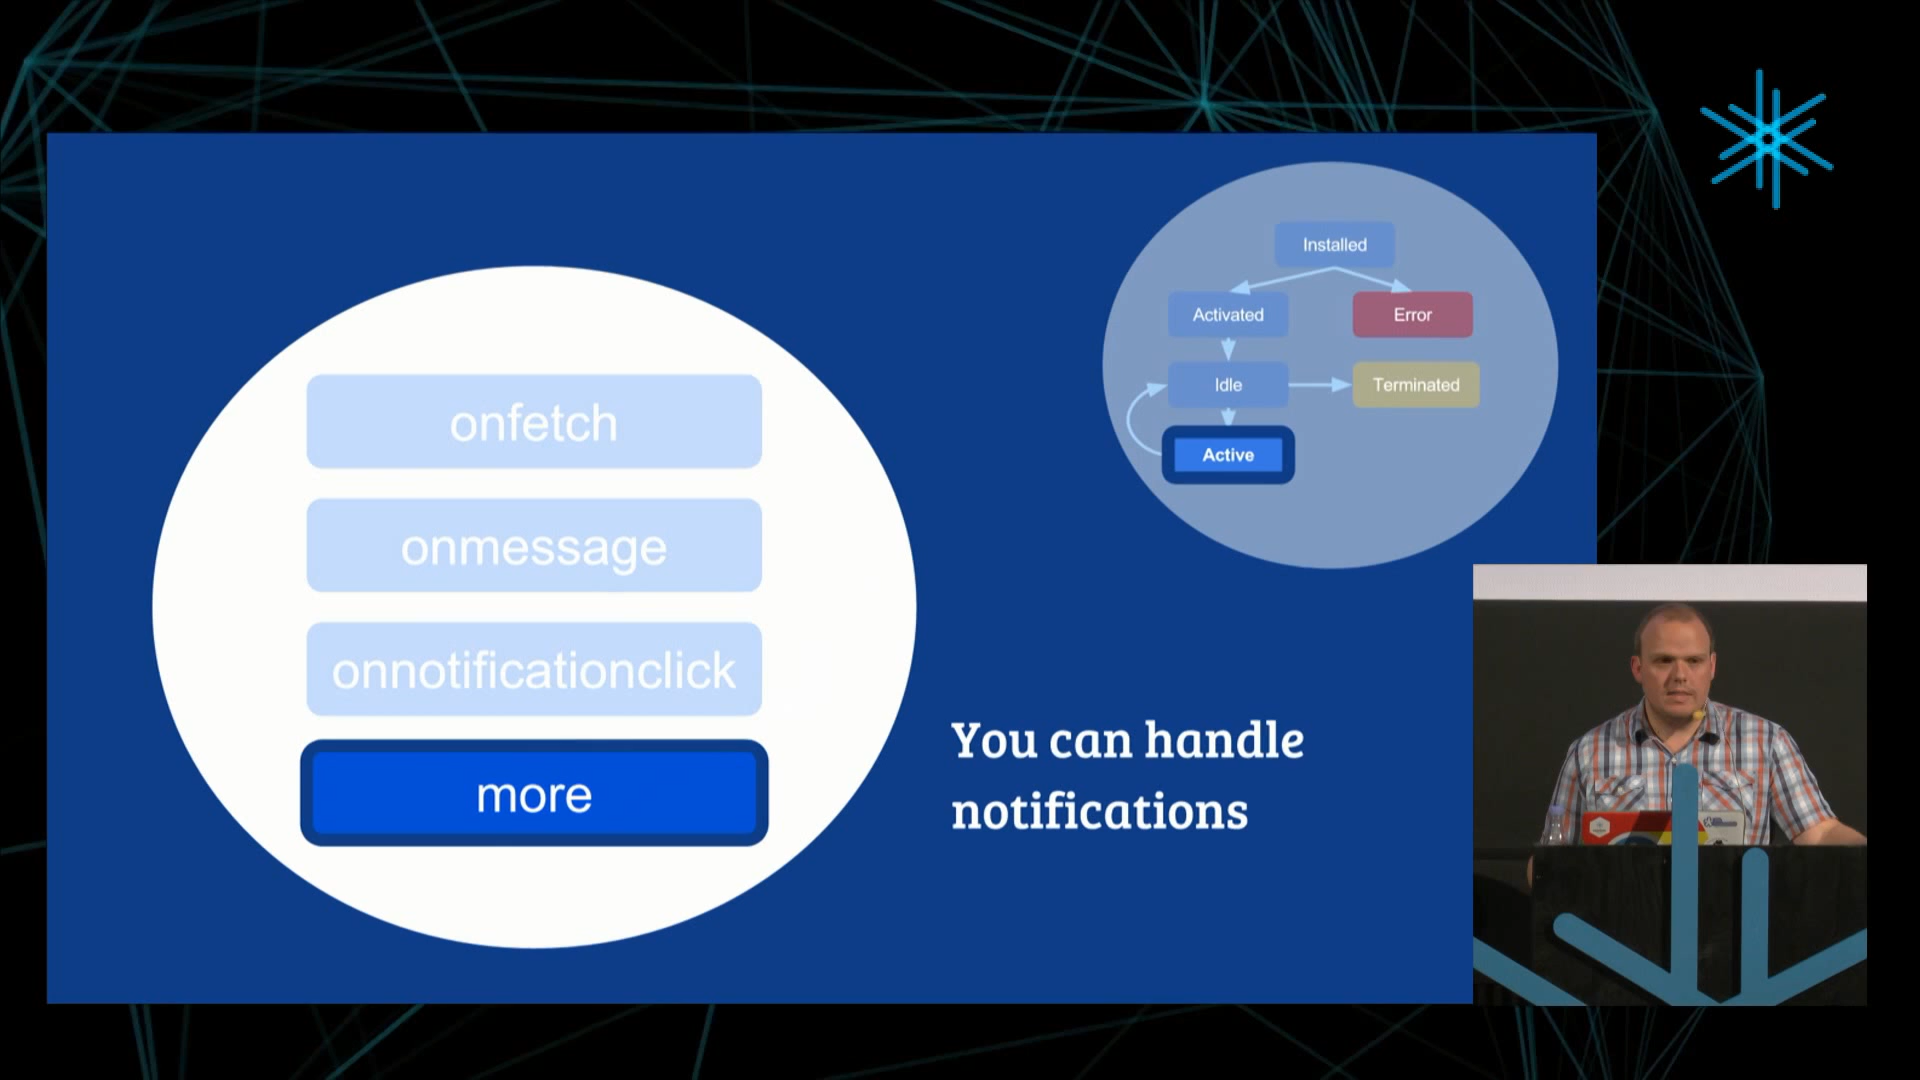 onfetch
onmessage
onnotificationclick
more
Installed
Activated
Error
Idle
Terminated
Active
You can handle
notifications